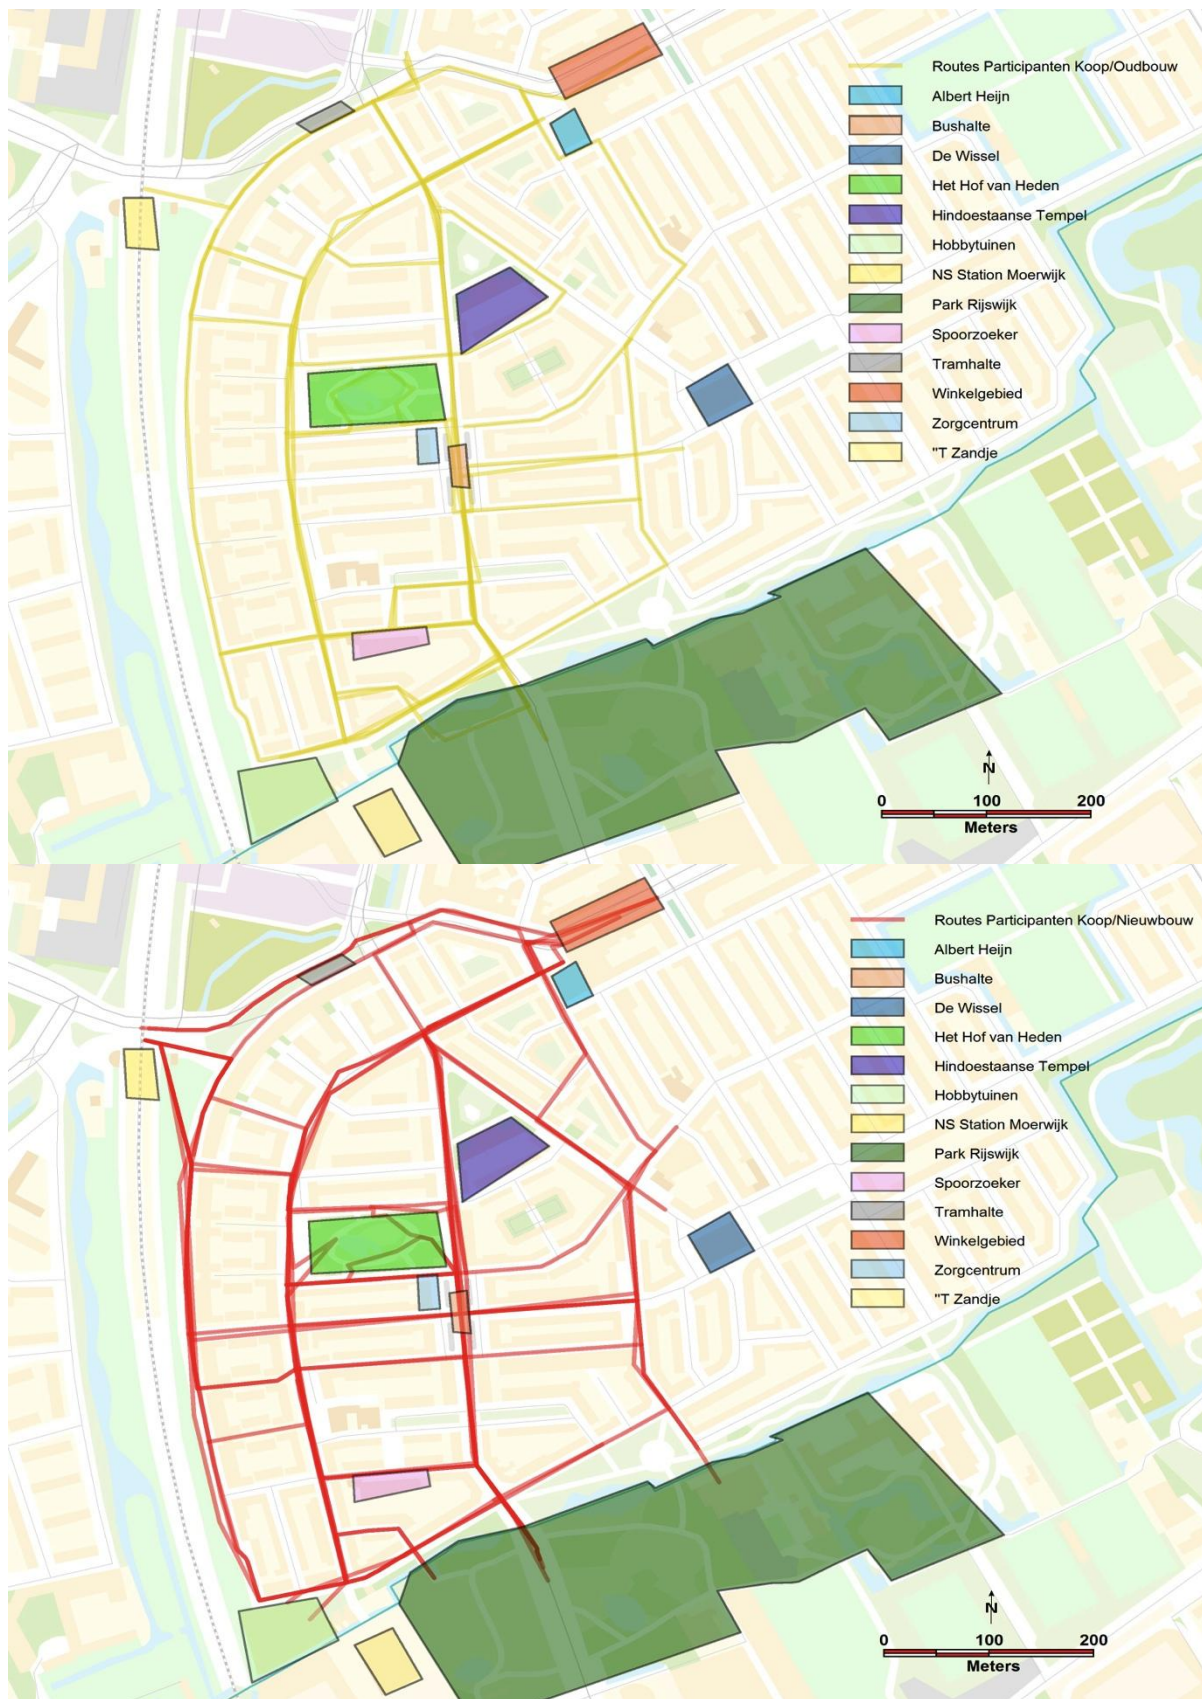 Routes Participanten Koop/Oudbouw
Albert Heijn
Bushalte
De Wissel
Het Hof van Heden
Hindoestaanse Tempel
Hobbytuinen
NS Station Moerwijk
Park Rijswijk
Spoorzoeker
Tramhalte
Winkelgebied
Zorgcentrum
"T Zandje
N
0 100 200
Meters
Routes Participanten Koop/Nieuwbouw
Albert Heijn
Bushalte
De Wissel
Het Hof van Heden
Hindoestaanse Tempel
Hobbytuinen
NS Station Moerwijk
Park Rijswijk
Spoorzoeker
Tramhalte
Winkelgebied
Zorgcentrum
"T Zandje
N
0 100 200
Meters